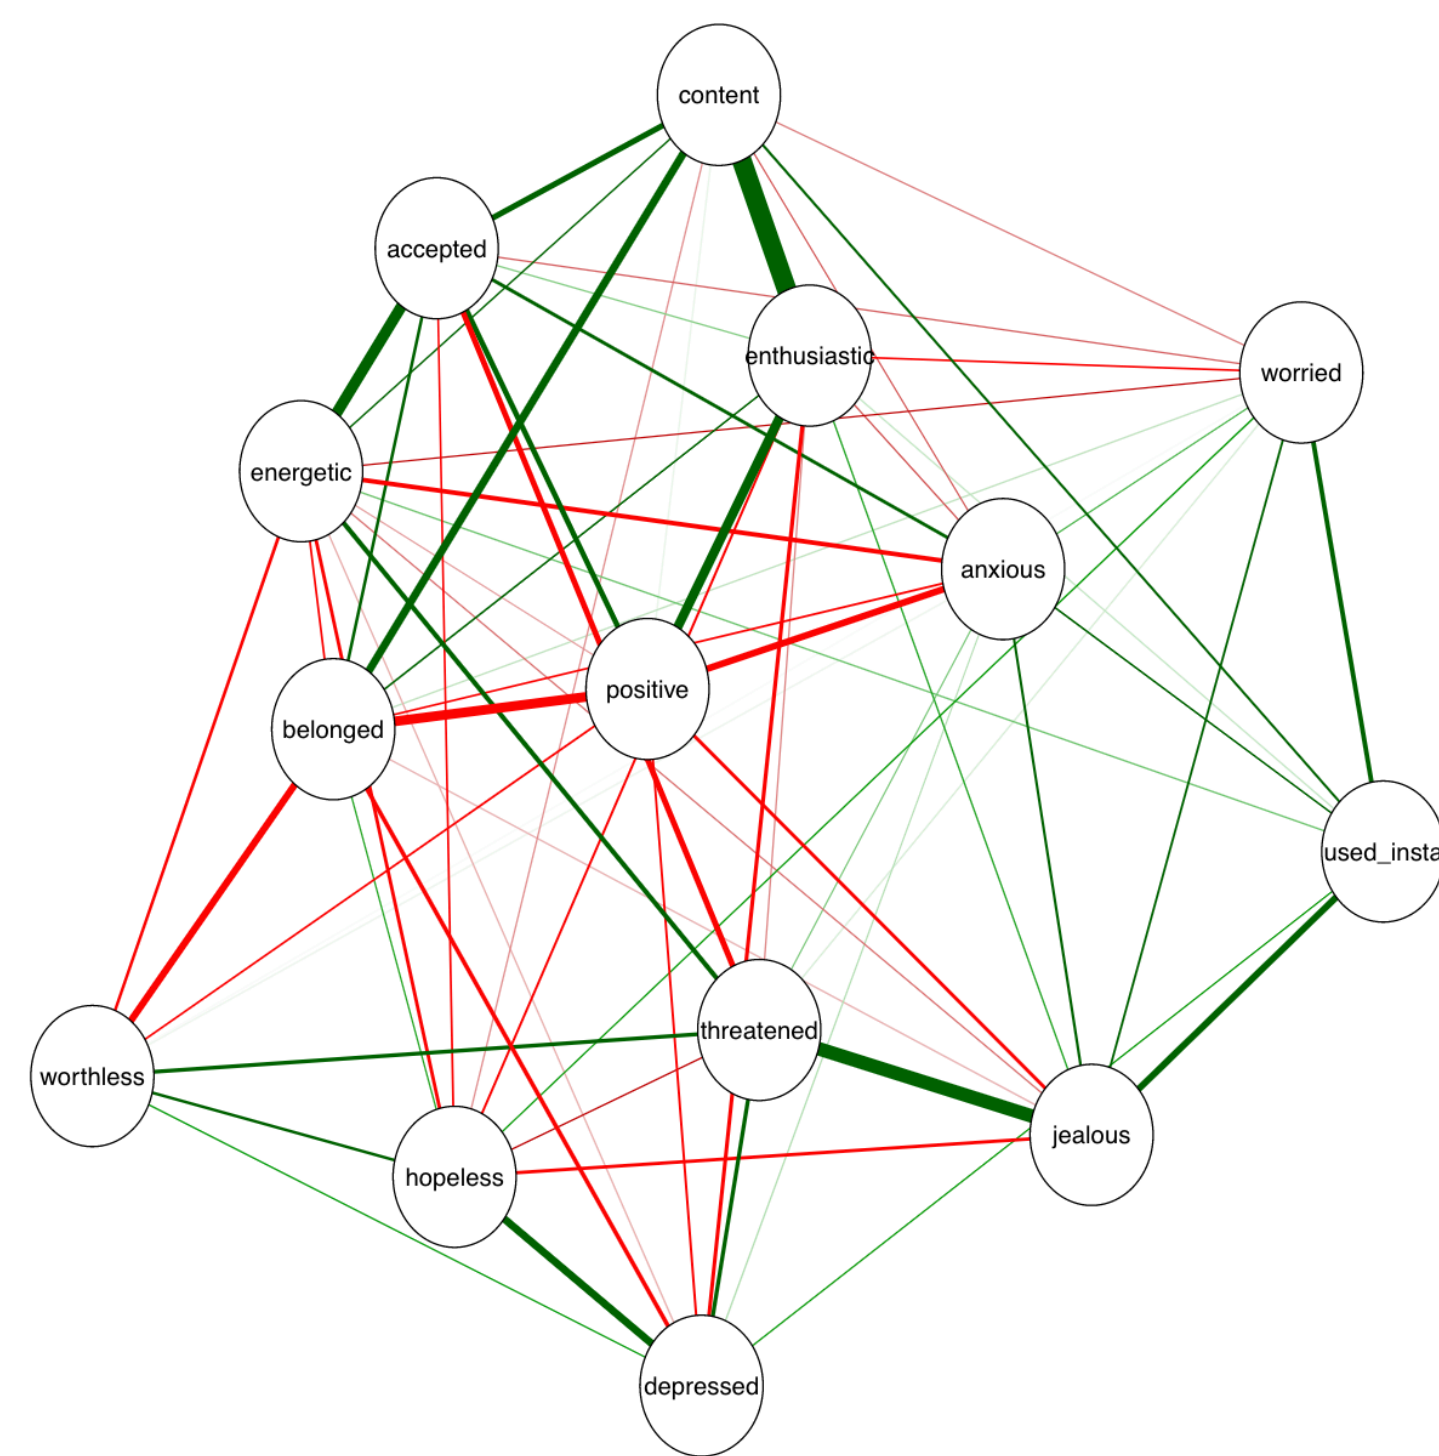 content
accepted
enthusiastic
worried
energetic
anxious
positive
belonged
used_insta
threatened
worthless
jealous
hopeless
depressed